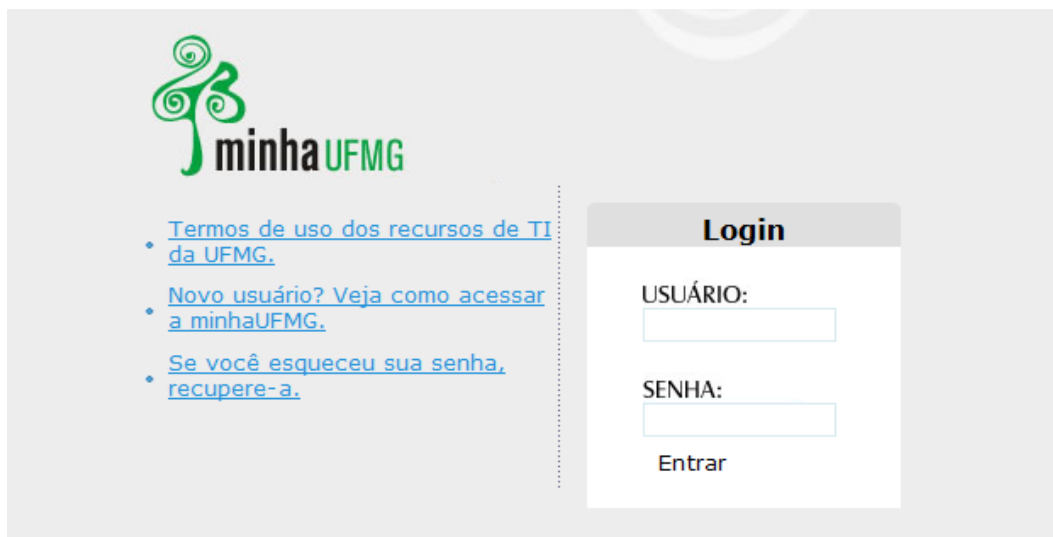 minhaUFMG
Termos de uso dos recursos de TI
da UFMG.
Novo usuário? Veja como acessar
a minhaUFMG.
Se você esqueceu sua senha,
recupere-a.
Login
USUÁRIO:
SENHA:
Entrar